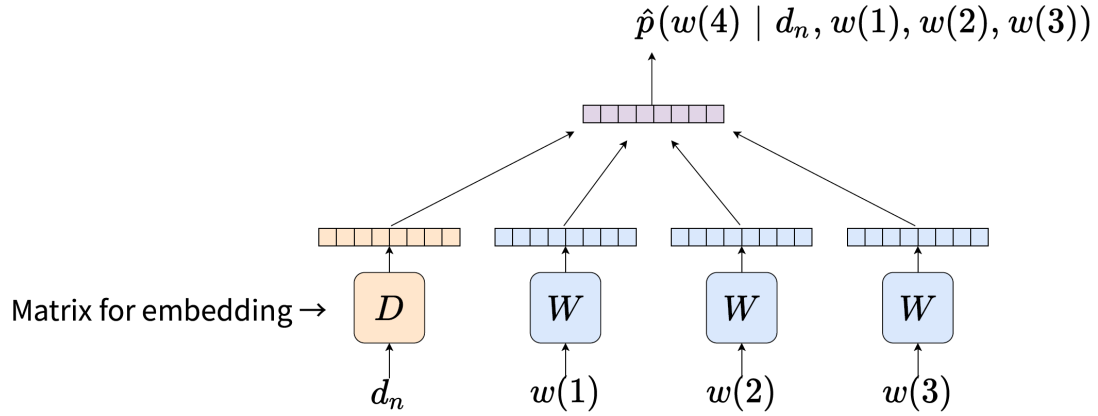 p̂(w(4) | dₙ, w(1), w(2), w(3))
Matrix for embedding → D W W W
dₙ w(1) w(2) w(3)